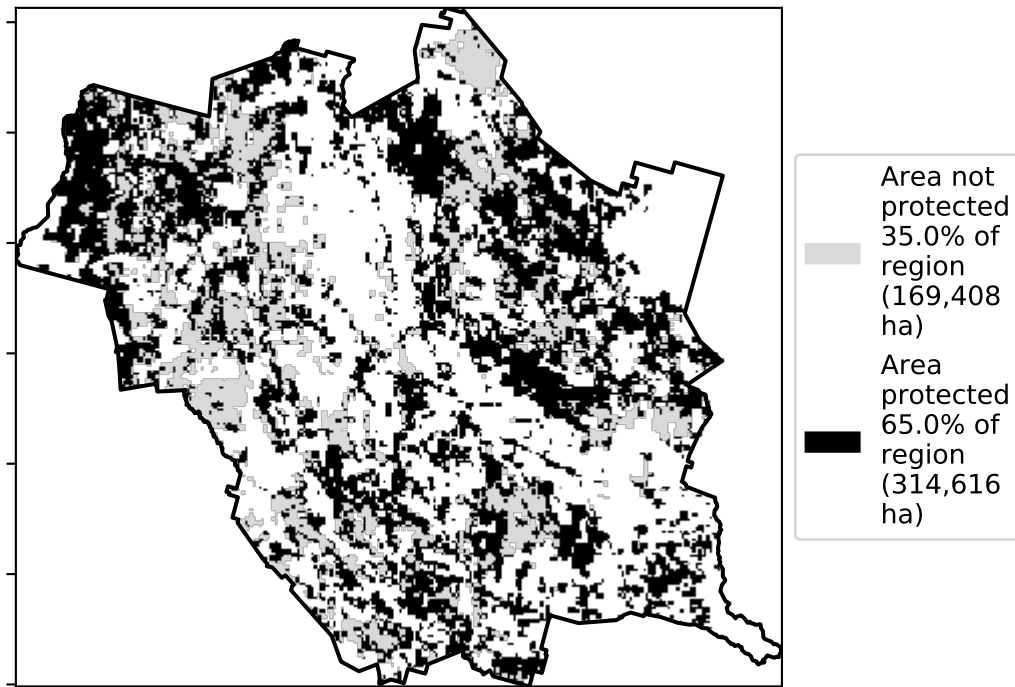 Area not
protected
35.0% of
region
(169,408
ha)
Area
protected
65.0% of
region
(314,616
ha)